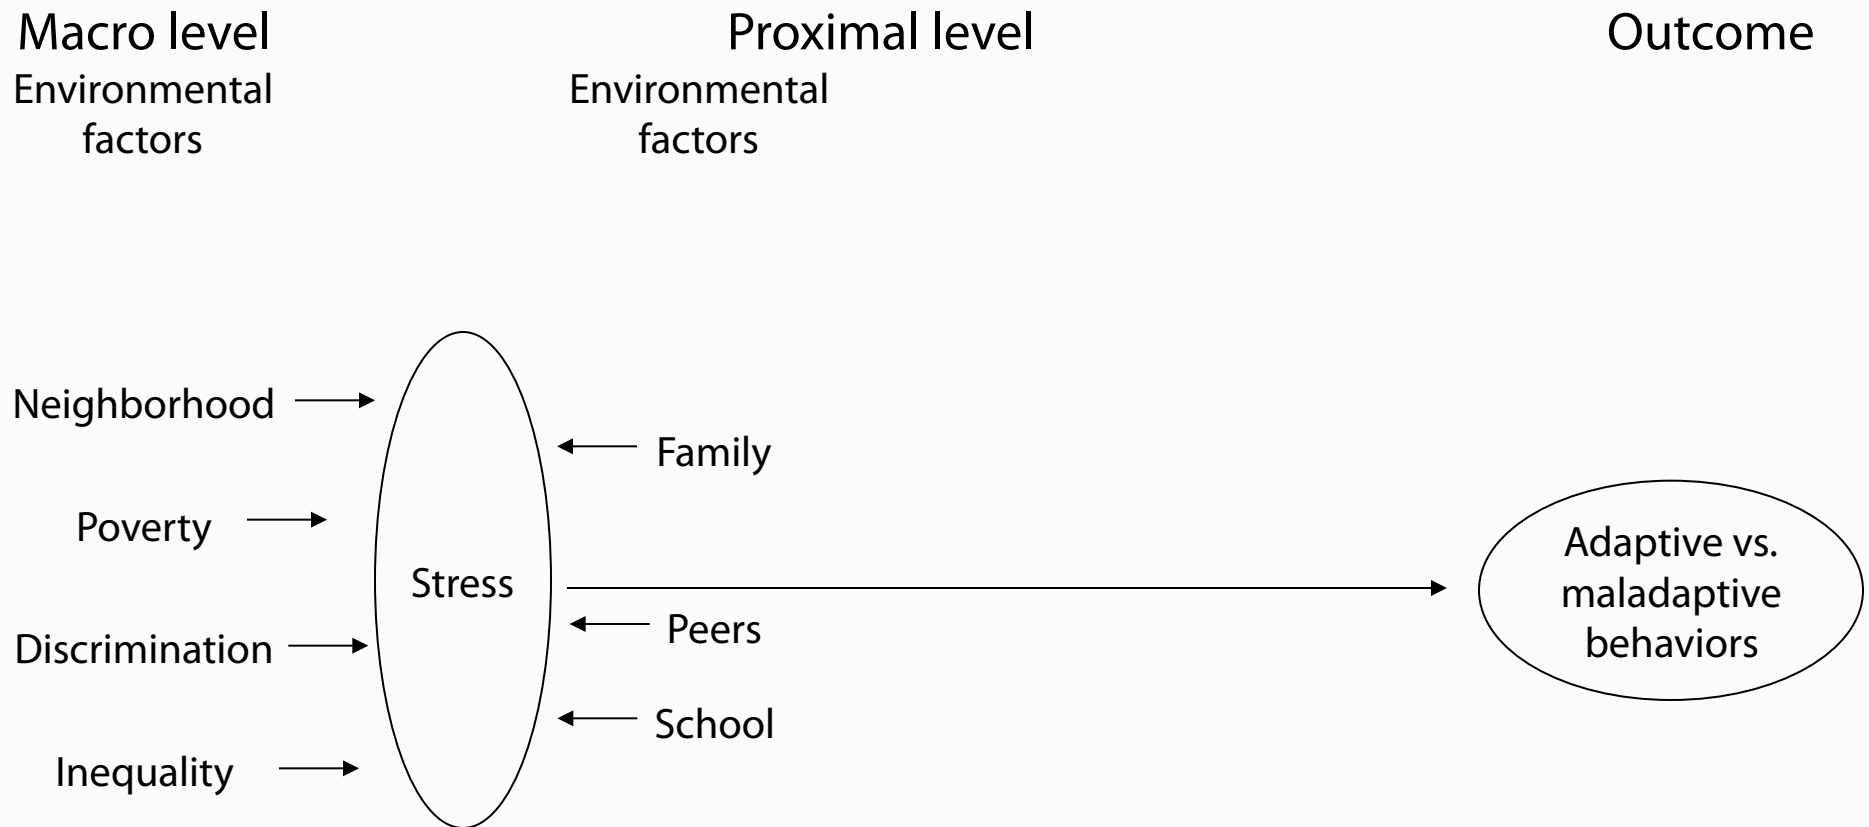 Macro level
Environmental
factors
Proximal level
Environmental
factors
Outcome
Neighborhood
Poverty
Discrimination
Inequality
Stress
Family
Peers
School
Adaptive vs.
maladaptive
behaviors